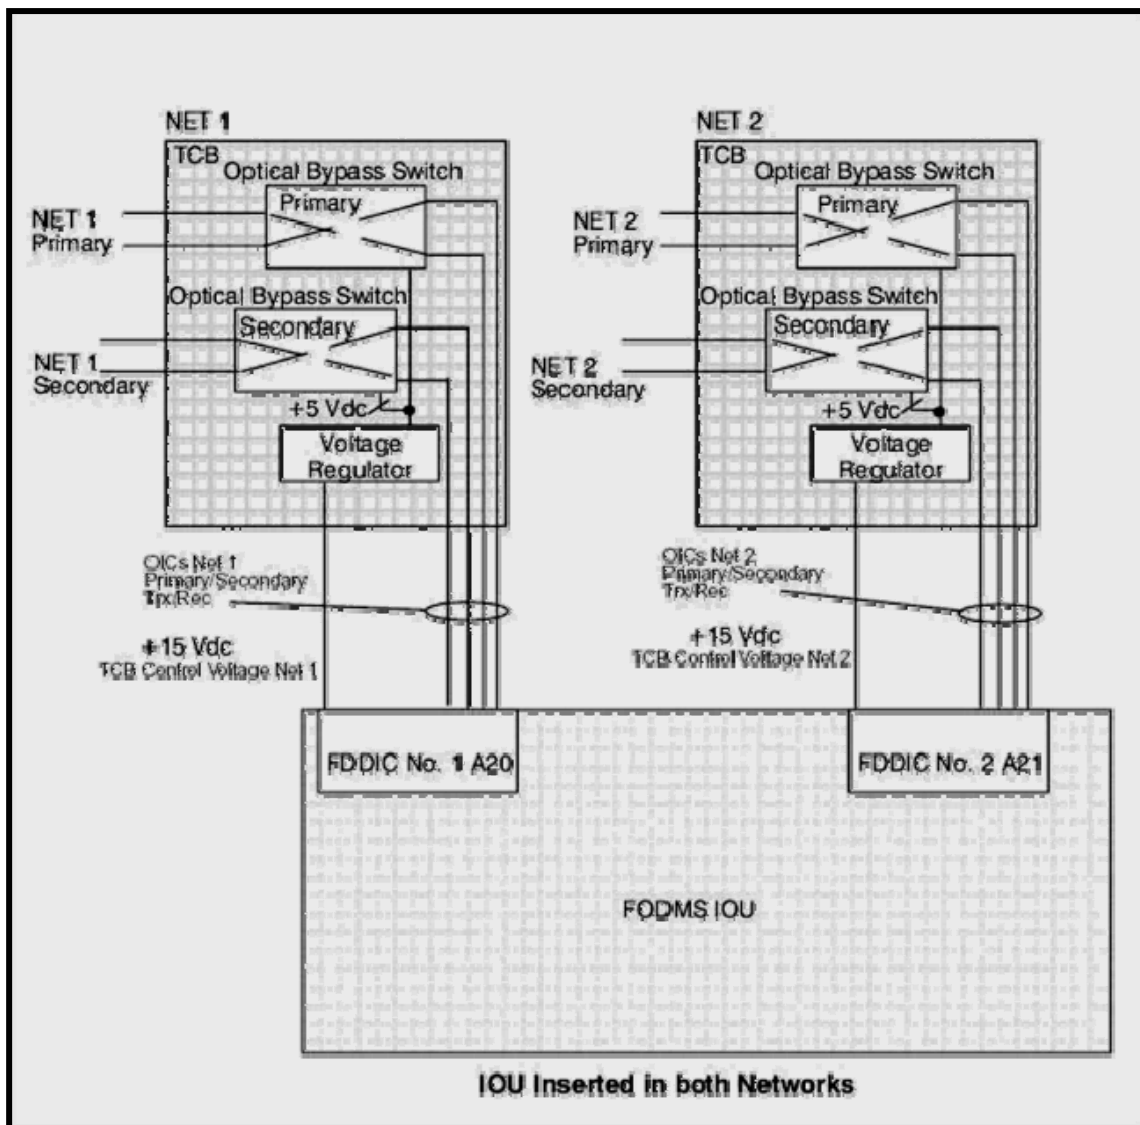 NET 1
TCB
Optical Bypass Switch
Primary
NET 1
Primary
Optical Bypass Switch
Secondary
NET 1
Secondary
+5 Vdc
Voltage
Regulator
OICs Net 1
Primary/Secondary
Trx/Rec
+15 Vdc
TCB Control Voltage Net 1
NET 2
TCB
Optical Bypass Switch
Primary
NET 2
Primary
Optical Bypass Switch
Secondary
NET 2
Secondary
+5 Vdc
Voltage
Regulator
OICs Net 2
Primary/Secondary
Trx/Rec
+15 Vdc
TCB Control Voltage Net 2
FDDIC No. 1 A20
FDDIC No. 2 A21
FODMS IOU
IOU Inserted in both Networks